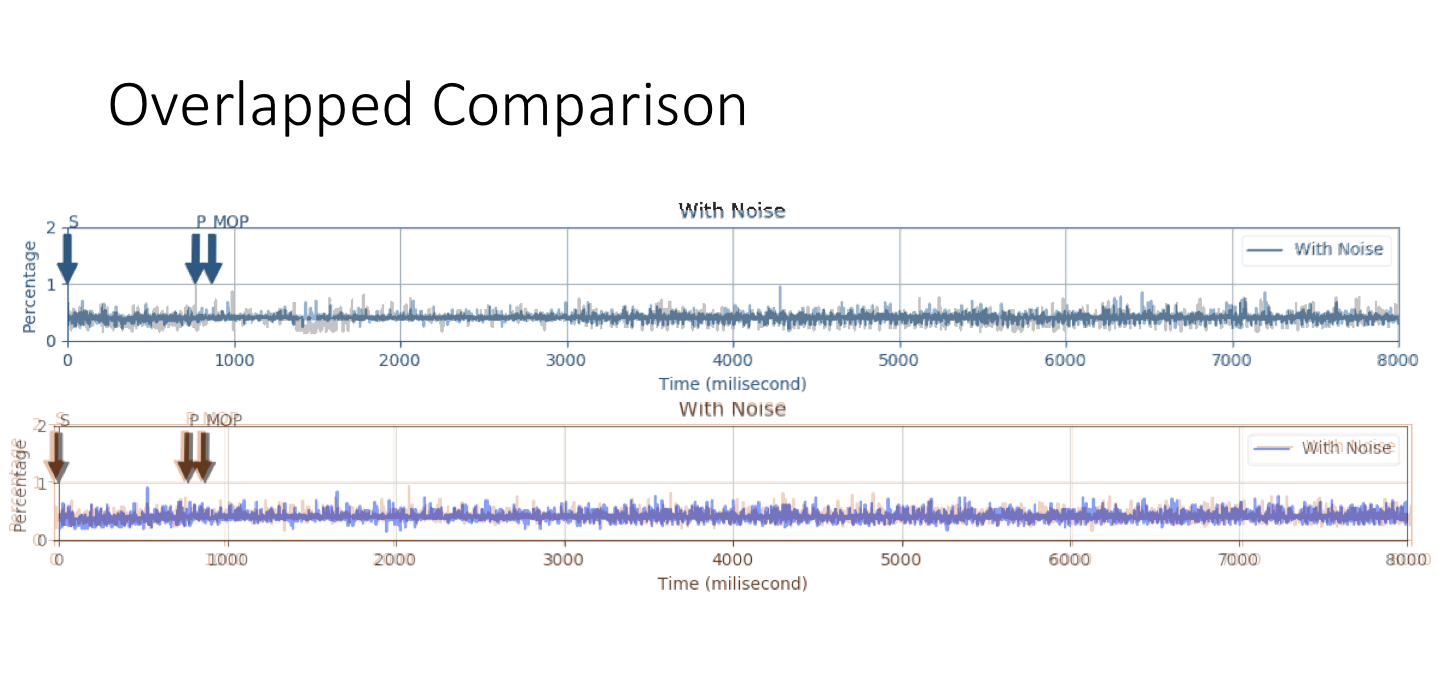 Overlapped Comparison
With Noise
S P MOP
2
With Noise
1
Percentage
0
0 1000 2000 3000 4000 5000 6000 7000 8000
Time (milisecond)
With Noise
S P MOP
2
With Noise
1
Percentage
0
0 1000 2000 3000 4000 5000 6000 7000 8000
Time (milisecond)